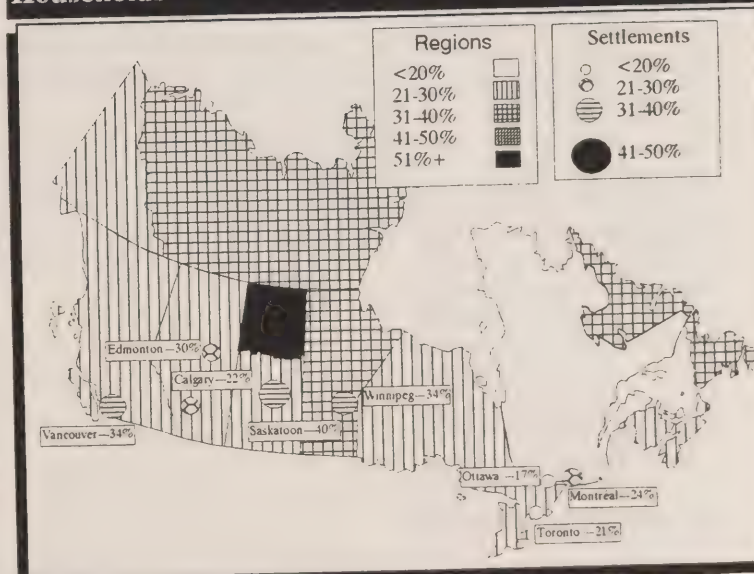 Regions
<20%
21-30%
31-40%
41-50%
51%+
Settlements
<20%
21-30%
31-40%
41-50%
Edmonton—30%
Calgary—22%
Winnipeg—34%
Vancouver—34%
Saskatoon—40%
Ottawa—17%
Montreal—24%
Toronto—21%